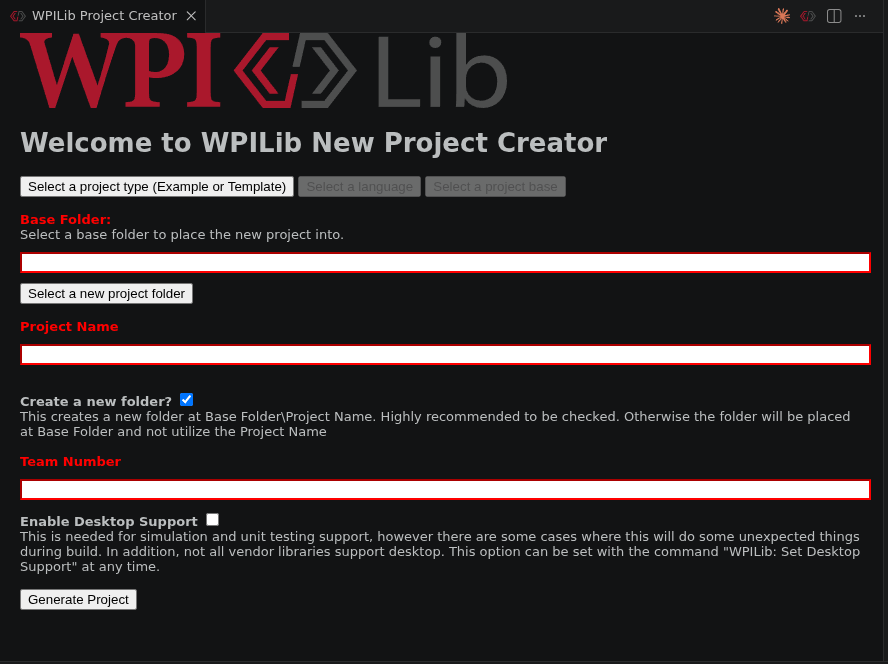 WPILib Project Creator
WPI Lib
Welcome to WPILib New Project Creator
Select a project type (Example or Template) Select a language Select a project base
Base Folder:
Select a base folder to place the new project into.
Select a new project folder
Project Name
Create a new folder?
This creates a new folder at Base Folder\Project Name. Highly recommended to be checked. Otherwise the folder will be placed
at Base Folder and not utilize the Project Name
Team Number
Enable Desktop Support
This is needed for simulation and unit testing support, however there are some cases where this will do some unexpected things
during build. In addition, not all vendor libraries support desktop. This option can be set with the command "WPILib: Set Desktop
Support" at any time.
Generate Project